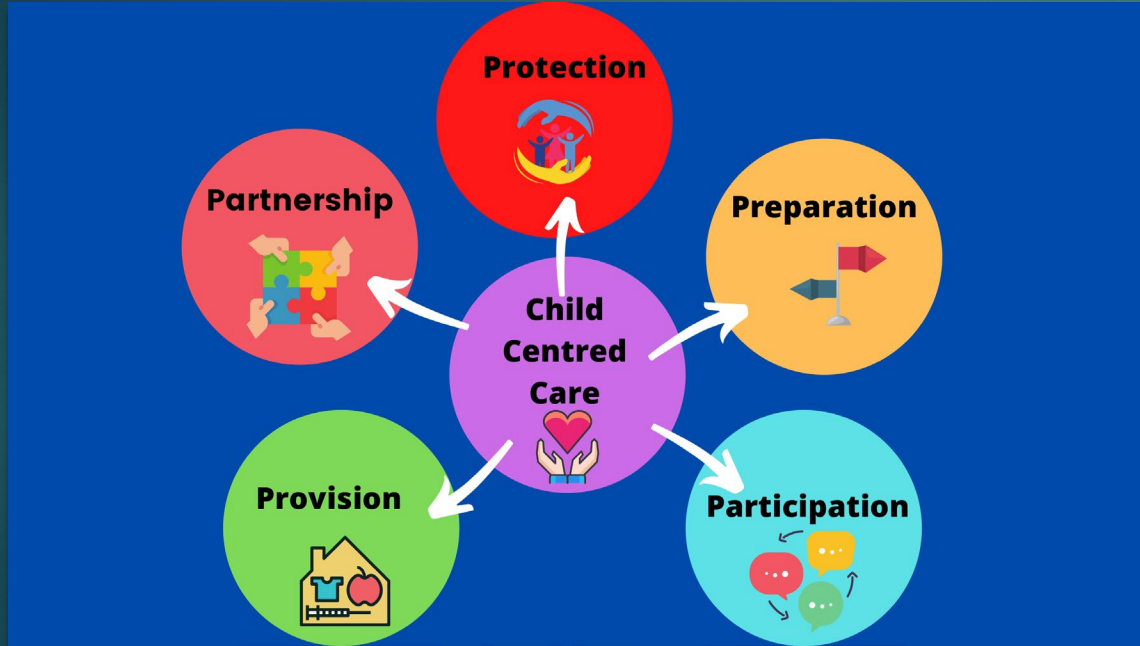 Protection
Partnership
Preparation
Child
Centred
Care
Provision
Participation